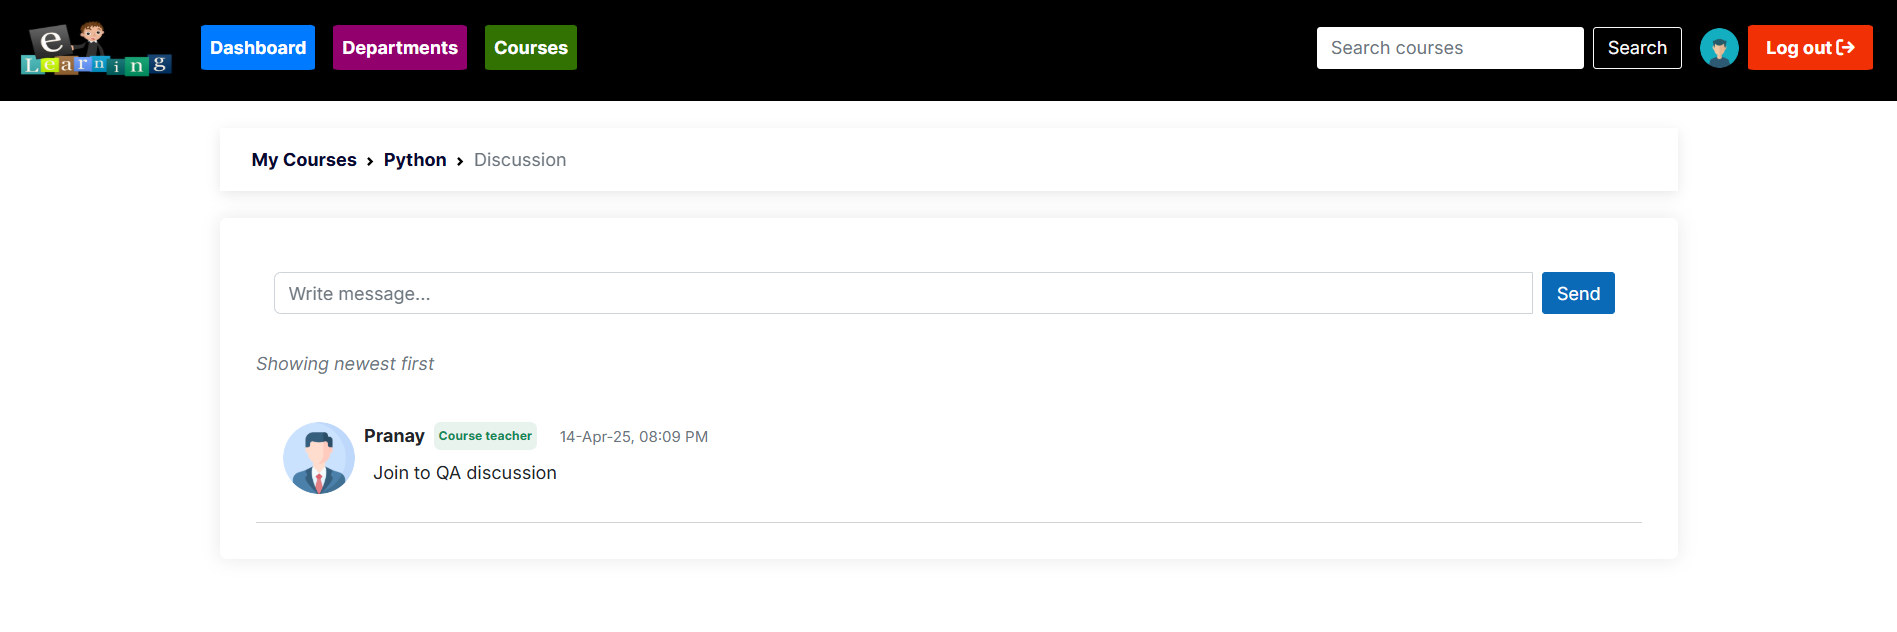 e
Learning
Dashboard Departments Courses Search courses Search Log out
My Courses › Python › Discussion
Write message... Send
Showing newest first
Pranay Course teacher 14-Apr-25, 08:09 PM
Join to QA discussion